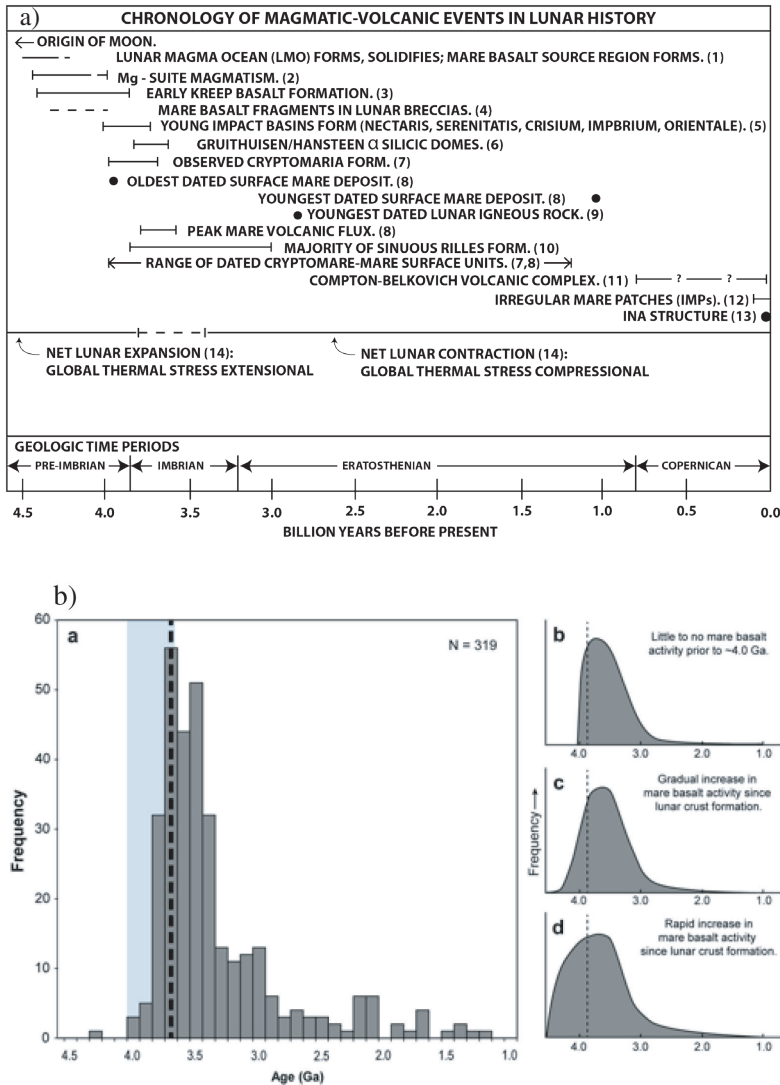 a)
CHRONOLOGY OF MAGMATIC-VOLCANIC EVENTS IN LUNAR HISTORY
ORIGIN OF MOON.
LUNAR MAGMA OCEAN (LMO) FORMS, SOLIDIFIES; MARE BASALT SOURCE REGION FORMS. (1)
Mg - SUITE MAGMATISM. (2)
EARLY KREEP BASALT FORMATION. (3)
MARE BASALT FRAGMENTS IN LUNAR BRECCIAS. (4)
YOUNG IMPACT BASINS FORM (NECTARIS, SERENITATIS, CRISIUM, IMPBRIUM, ORIENTALE). (5)
GRUITHUISEN/HANSTEEN α SILICIC DOMES. (6)
OBSERVED CRYPTOMARIA FORM. (7)
OLDEST DATED SURFACE MARE DEPOSIT. (8)
YOUNGEST DATED SURFACE MARE DEPOSIT. (8)
YOUNGEST DATED LUNAR IGNEOUS ROCK. (9)
PEAK MARE VOLCANIC FLUX. (8)
MAJORITY OF SINUOUS RILLES FORM. (10)
RANGE OF DATED CRYPTOMARE-MARE SURFACE UNITS. (7,8)
COMPTON-BELKOVICH VOLCANIC COMPLEX. (11) ? ?
IRREGULAR MARE PATCHES (IMPs). (12)
INA STRUCTURE (13)
NET LUNAR EXPANSION (14):
GLOBAL THERMAL STRESS EXTENSIONAL
NET LUNAR CONTRACTION (14):
GLOBAL THERMAL STRESS COMPRESSIONAL
GEOLOGIC TIME PERIODS
PRE-IMBRIAN IMBRIAN ERATOSTHENIAN COPERNICAN
4.5 4.0 3.5 3.0 2.5 2.0 1.5 1.0 0.5 0.0
BILLION YEARS BEFORE PRESENT
b)
a
N = 319
60
50
40
30
20
10
0
Frequency
4.5 4.0 3.5 3.0 2.5 2.0 1.5 1.0
Age (Ga)
b
Little to no mare basalt
activity prior to ~4.0 Ga.
4.0 3.0 2.0 1.0
c
Gradual increase in
mare basalt activity since
lunar crust formation.
Frequency
4.0 3.0 2.0 1.0
d
Rapid increase in
mare basalt activity
since lunar crust formation.
4.0 3.0 2.0 1.0